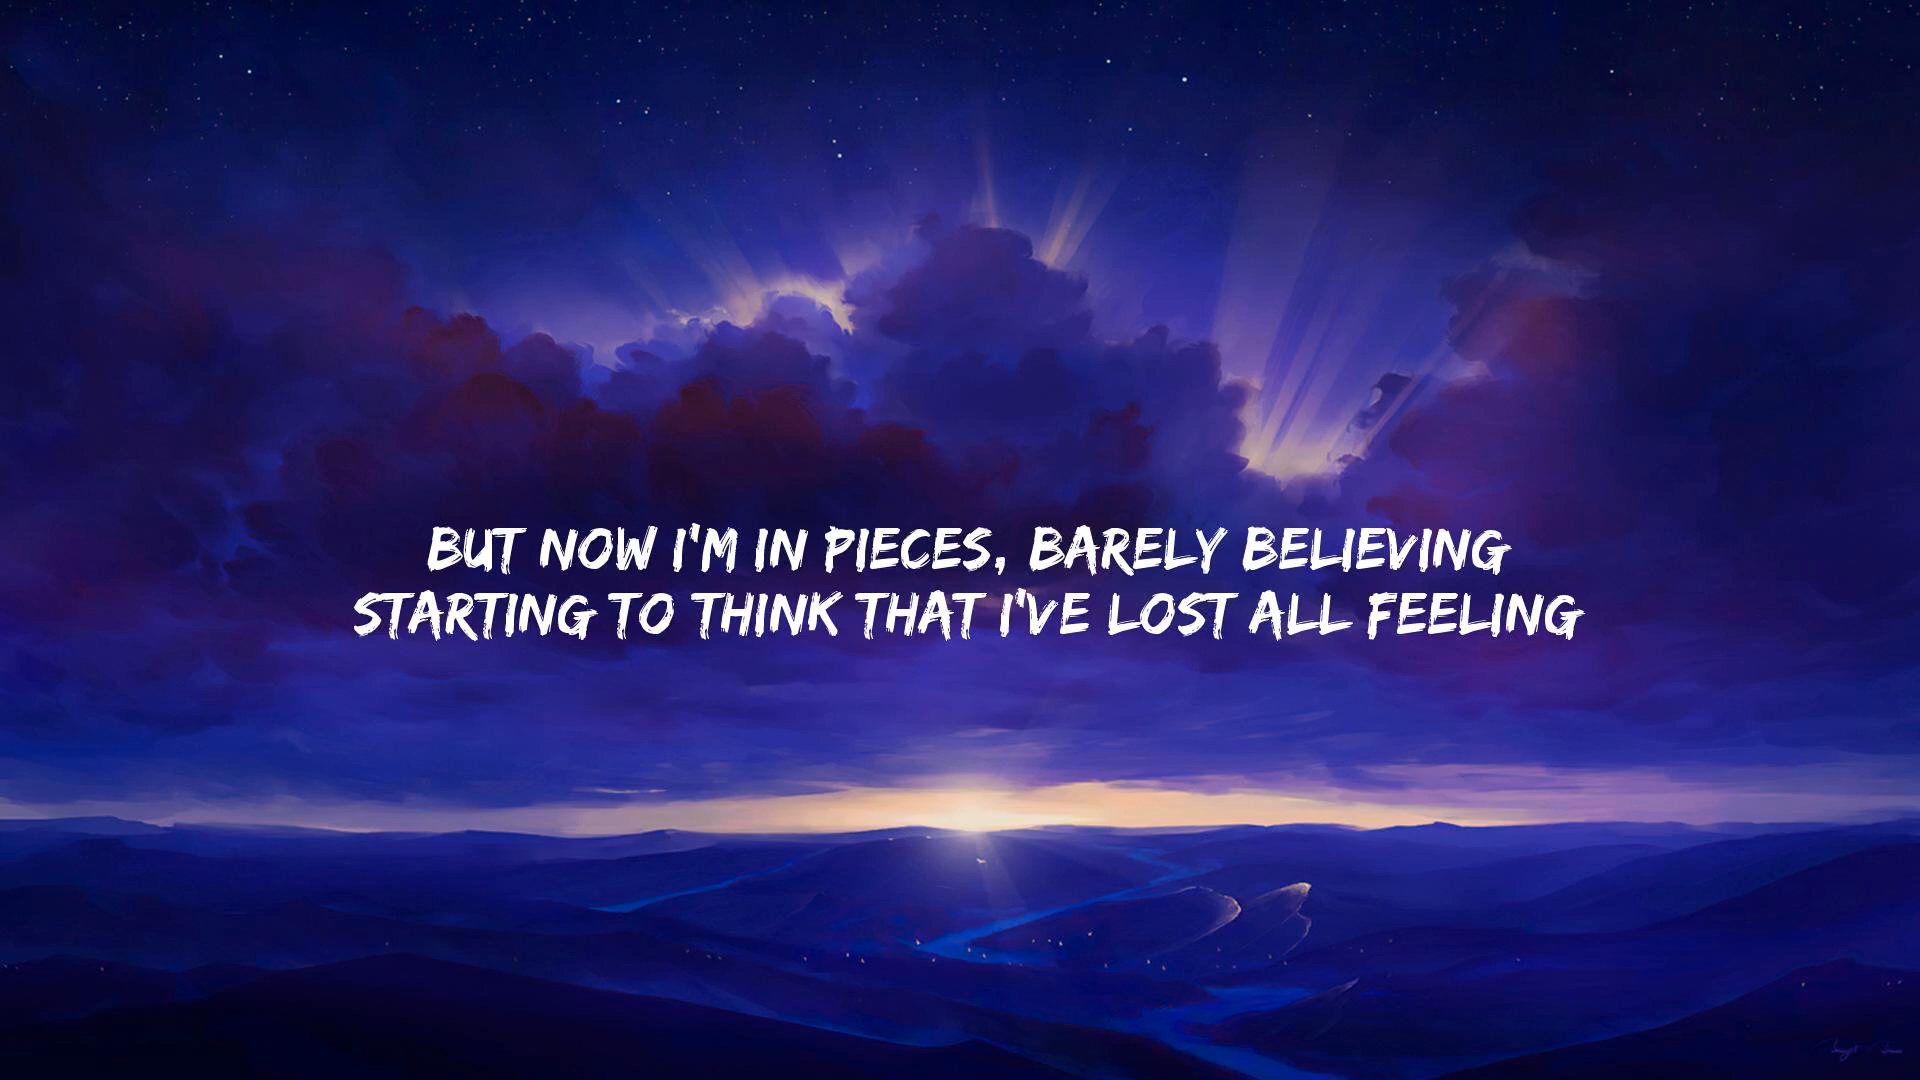 BUT NOW I'M IN PIECES, BARELY BELIEVING
STARTING TO THINK THAT I'VE LOST ALL FEELING